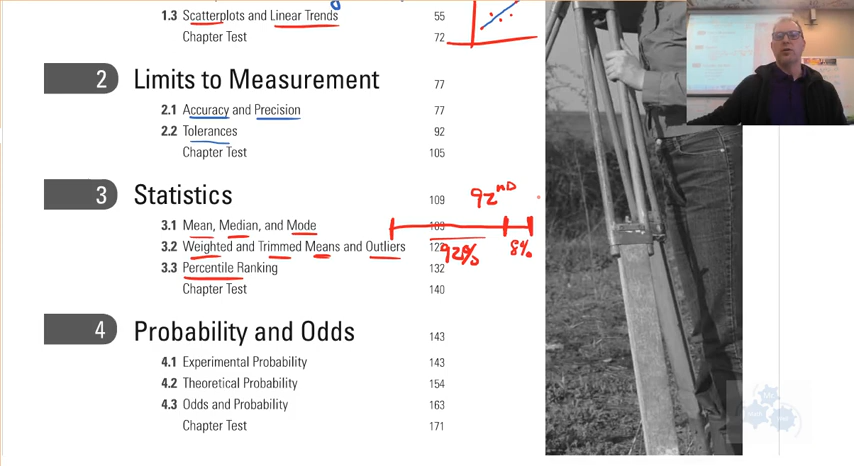 1.3 Scatterplots and Linear Trends 55
Chapter Test 72
2 Limits to Measurement 77
2.1 Accuracy and Precision 77
2.2 Tolerances 92
Chapter Test 105
3 Statistics 109
92ND
3.1 Mean, Median, and Mode 109
3.2 Weighted and Trimmed Means and Outliers 122
92% 8%
3.3 Percentile Ranking 132
Chapter Test 140
4 Probability and Odds 143
4.1 Experimental Probability 143
4.2 Theoretical Probability 154
4.3 Odds and Probability 163
Chapter Test 171